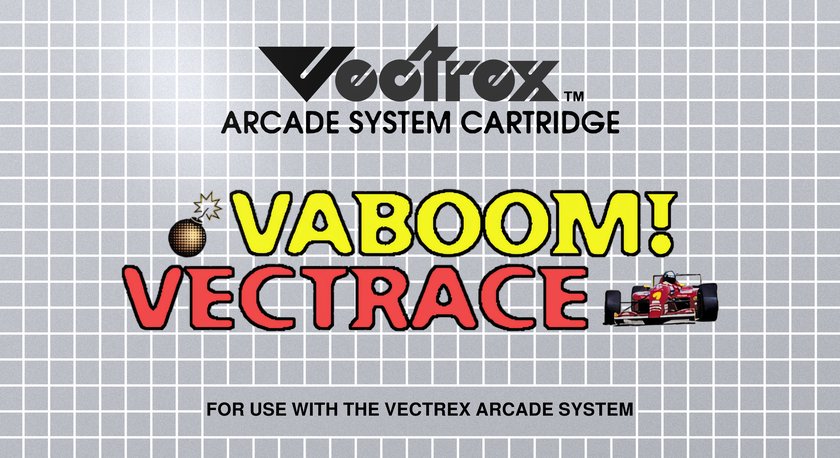 Vectrex™
ARCADE SYSTEM CARTRIDGE
VABOOM!
VECTRACE
FOR USE WITH THE VECTREX ARCADE SYSTEM